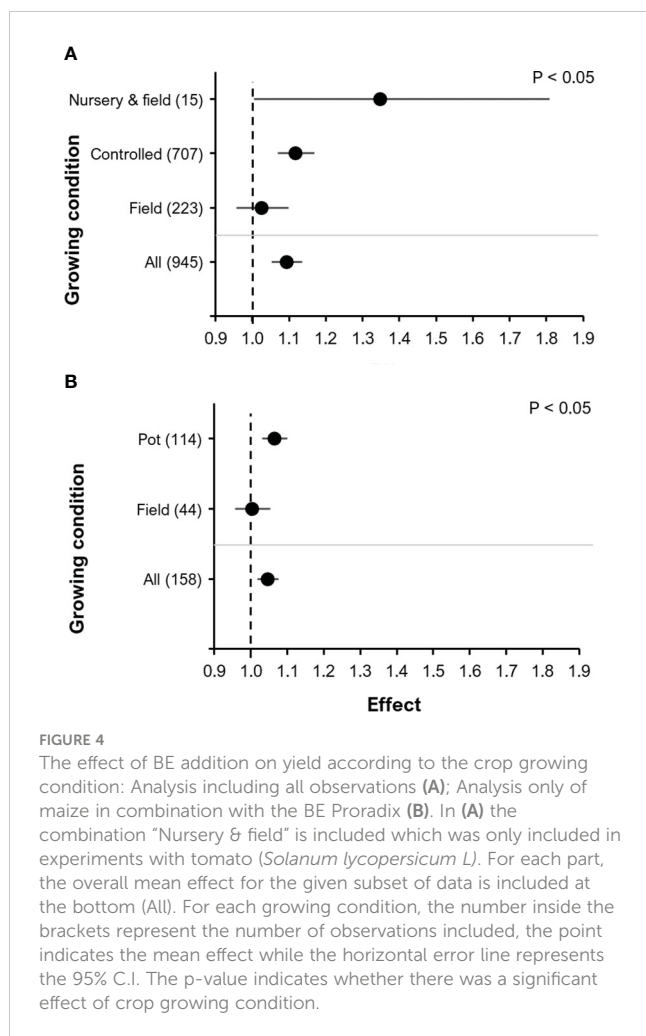 A
P < 0.05
Nursery & field (15)
Controlled (707)
Field (223)
All (945)
Growing condition
0.9 1.0 1.1 1.2 1.3 1.4 1.5 1.6 1.7 1.8 1.9
B
P < 0.05
Pot (114)
Field (44)
All (158)
Growing condition
0.9 1.0 1.1 1.2 1.3 1.4 1.5 1.6 1.7 1.8 1.9
Effect
FIGURE 4
The effect of BE addition on yield according to the crop growing
condition: Analysis including all observations (A); Analysis only of
maize in combination with the BE Proradix (B). In (A) the
combination "Nursery & field" is included which was only included in
experiments with tomato (Solanum lycopersicum L). For each part,
the overall mean effect for the given subset of data is included at
the bottom (All). For each growing condition, the number inside the
brackets represent the number of observations included, the point
indicates the mean effect while the horizontal error line represents
the 95% C.I. The p-value indicates whether there was a significant
effect of crop growing condition.